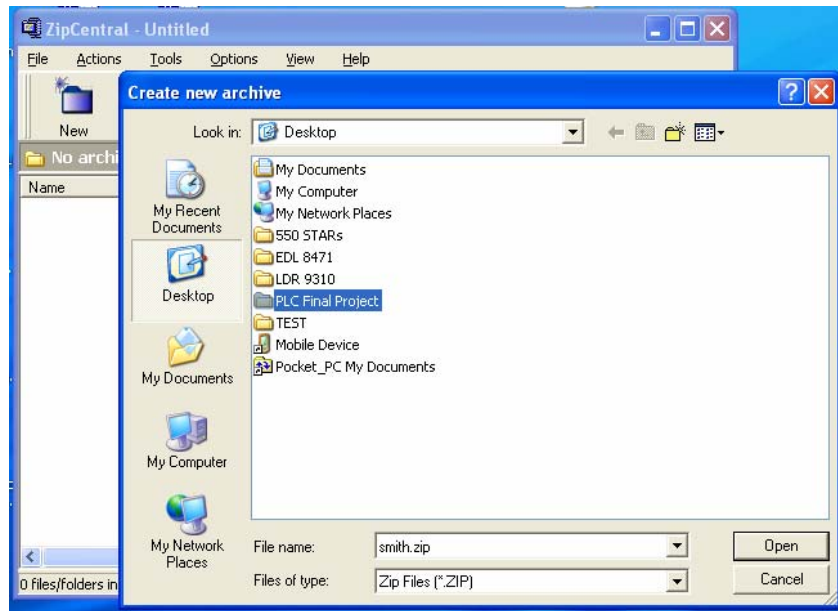 ZipCentral - Untitled
File Actions Tools Options View Help
New
No archi
Name
0 files/folders in
Create new archive
Look in: Desktop
My Recent
Documents
Desktop
My Documents
My Computer
My Network
Places
My Documents
My Computer
My Network Places
550 STARs
EDL 8471
LDR 9310
PLC Final Project
TEST
Mobile Device
Pocket_PC My Documents
File name: smith.zip Open
Files of type: Zip Files (*.ZIP) Cancel